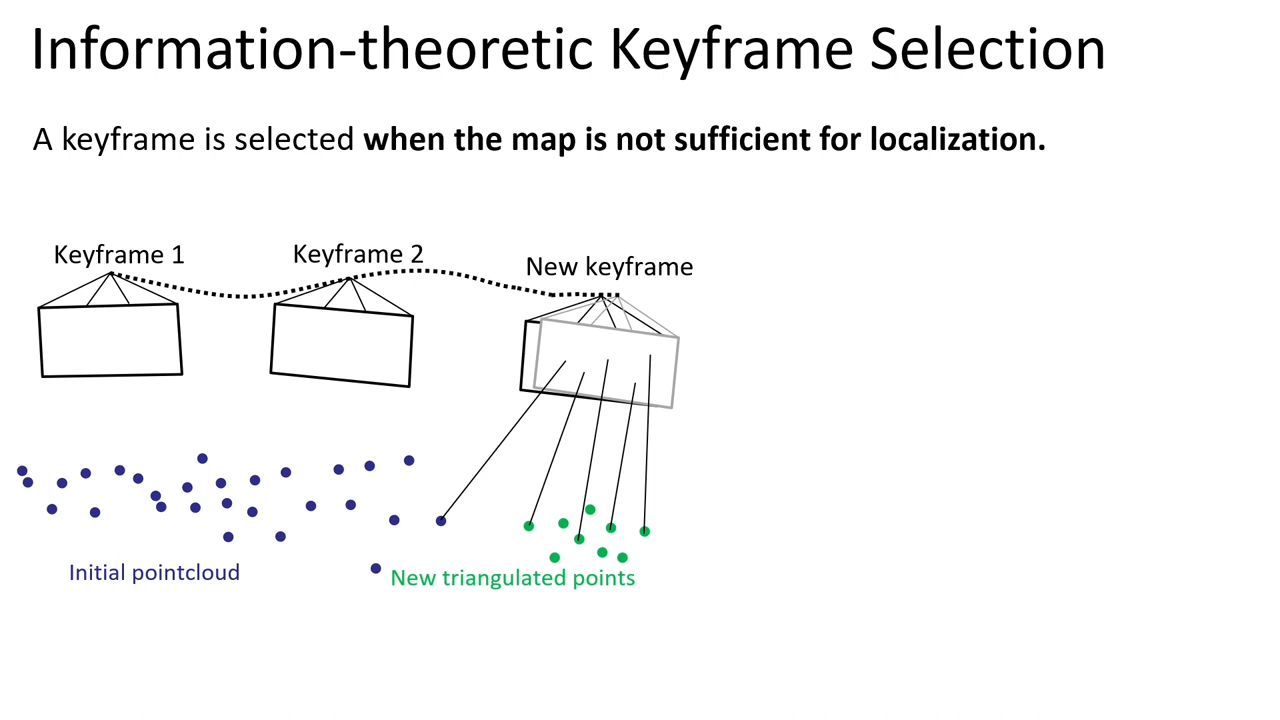 Information-theoretic Keyframe Selection
A keyframe is selected when the map is not sufficient for localization.
Keyframe 1
Keyframe 2
New keyframe
Initial pointcloud
New triangulated points